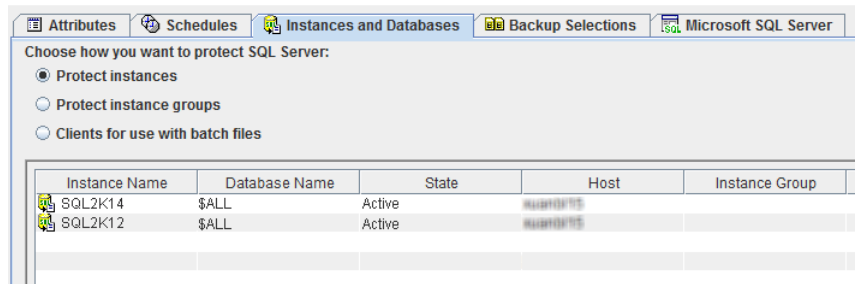 Attributes Schedules Instances and Databases Backup Selections SQL Microsoft SQL Server
Choose how you want to protect SQL Server:
Protect instances
Protect instance groups
Clients for use with batch files
Instance Name Database Name State Host Instance Group
SQL2K14 $ALL Active
SQL2K12 $ALL Active